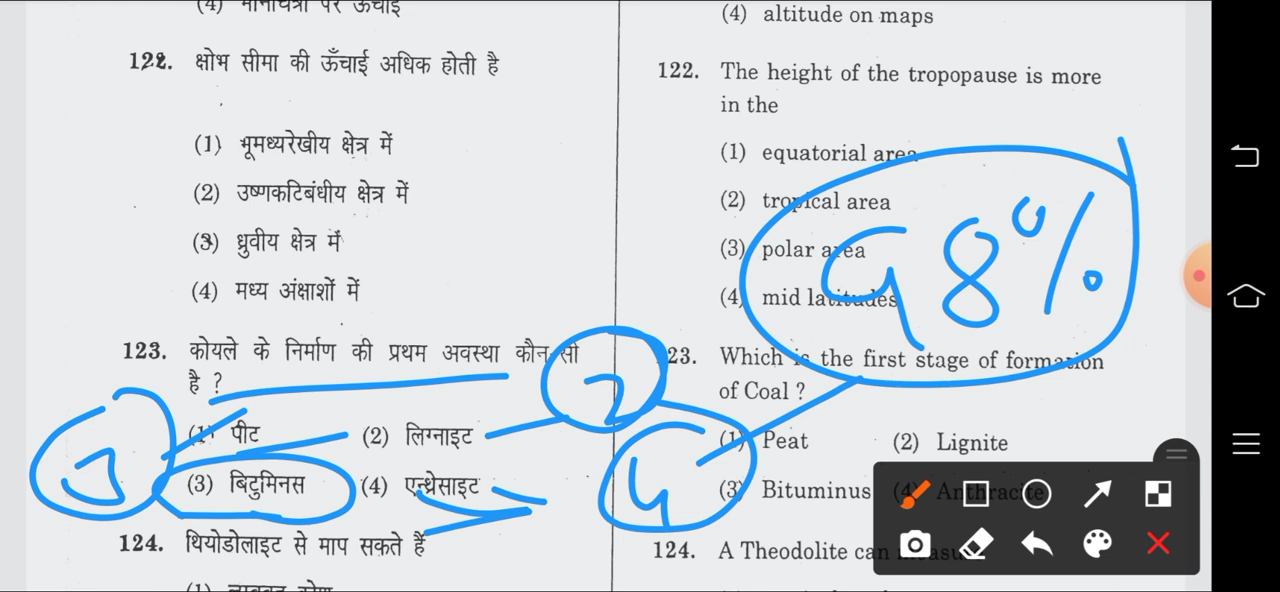 (4) मानचित्रों पर ऊँचाई
122. क्षोभ सीमा की ऊँचाई अधिक होती है
(1) भूमध्यरेखीय क्षेत्र में
(2) उष्णकटिबंधीय क्षेत्र में
(3) ध्रुवीय क्षेत्र में
(4) मध्य अंक्षाशों में
123. कोयले के निर्माण की प्रथम अवस्था कौन सी
है ?
(1) पीट (2) लिग्नाइट
(3) बिटुमिनस (4) एन्थ्रेसाइट
124. थियोडोलाइट से माप सकते हैं
(4) altitude on maps
122. The height of the tropopause is more
in the
(1) equatorial area
(2) tropical area
(3) polar area
(4) mid latitudes
98%
23. Which is the first stage of formation
of Coal ?
(1) Peat (2) Lignite
(3) Bituminus (4) Anthracite
124. A Theodolite can
2
4